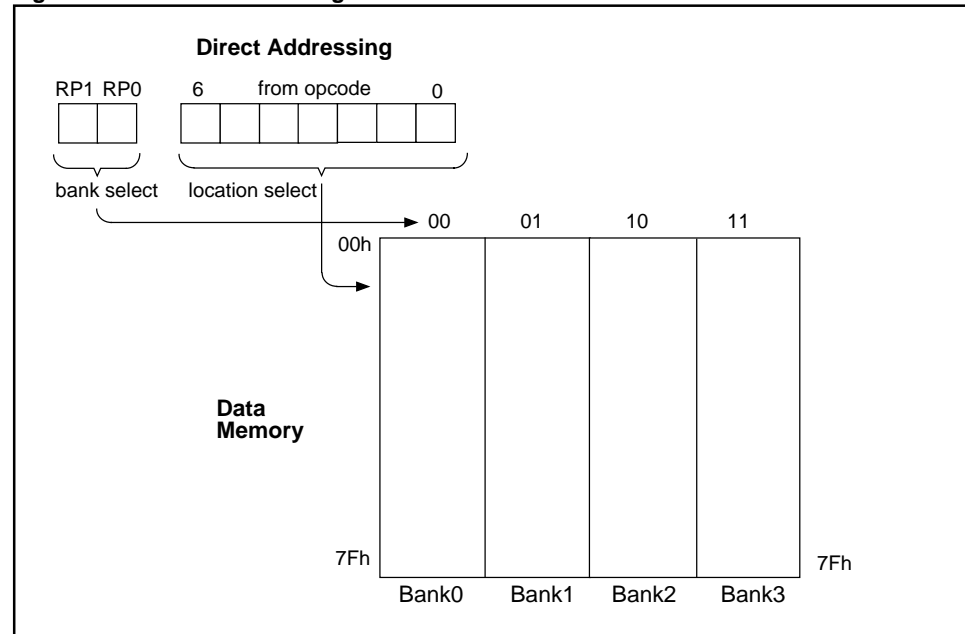 Direct Addressing
RP1 RP0 6 from opcode 0
bank select location select
00 01 10 11
00h
Data
Memory
7Fh 7Fh
Bank0 Bank1 Bank2 Bank3